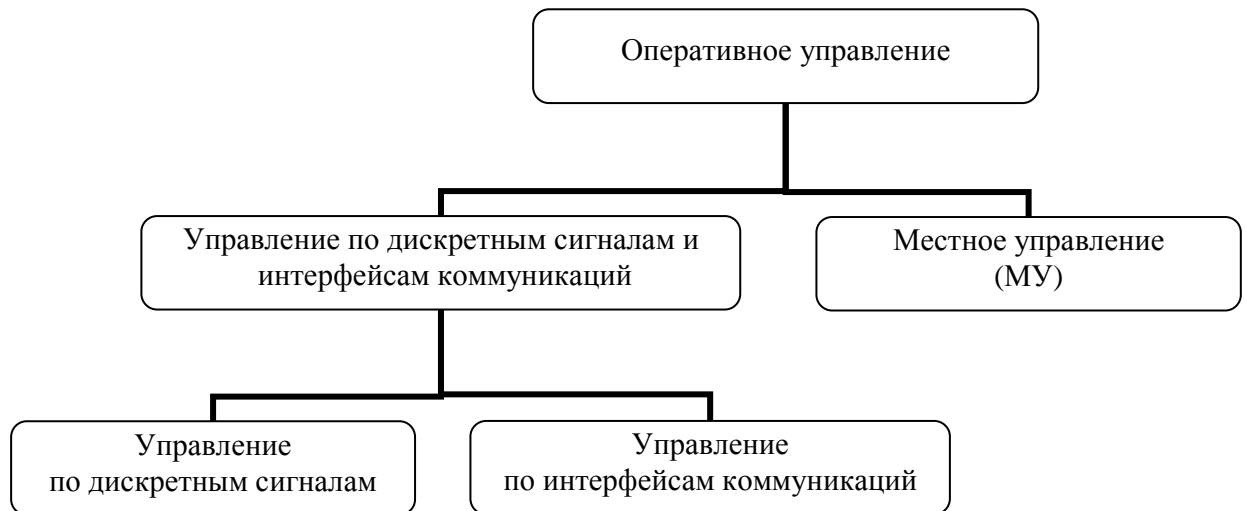 Оперативное управление
Управление по дискретным сигналам и
интерфейсам коммуникаций
Местное управление
(МУ)
Управление
по дискретным сигналам
Управление
по интерфейсам коммуникаций